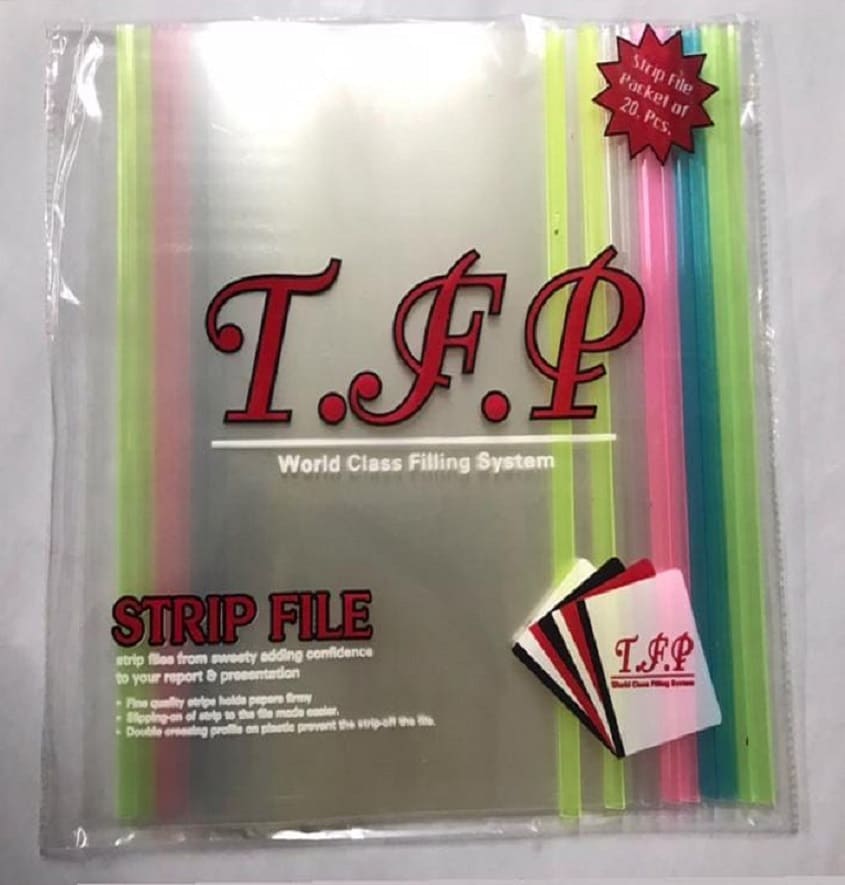 Strip File
Packet of
20. Pcs.
T.F.P
World Class Filling System
STRIP FILE
strip files from sweety adding confidence
to your report & presentation
• Fine quality strips holds papers firmy
• Slipping-on of strip to the file made easier.
• Double creasing profile on plastic prevent the strip-off the file.
T.F.P
World Class Filling System